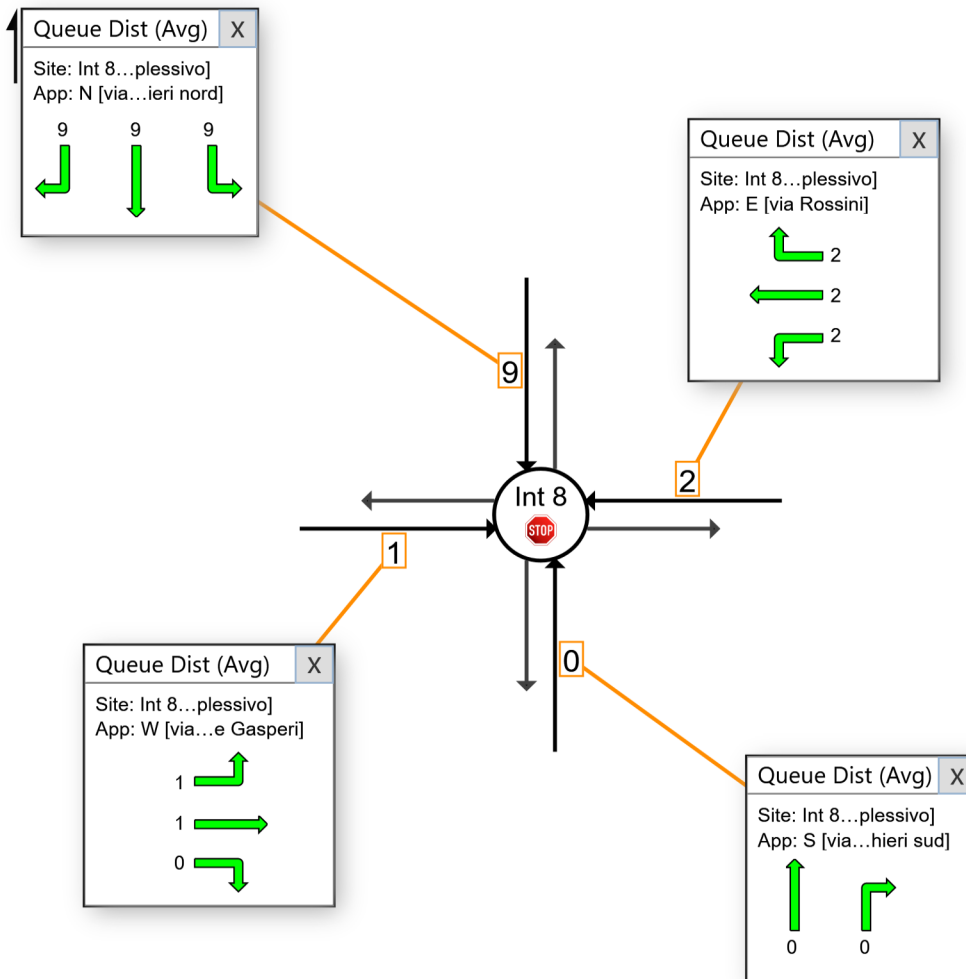 Queue Dist (Avg) X
Site: Int 8...plessivo]
App: N [via...ieri nord]
9 9 9
Queue Dist (Avg) X
Site: Int 8...plessivo]
App: E [via Rossini]
2
2
2
9
2
Int 8
STOP
1
0
Queue Dist (Avg) X
Site: Int 8...plessivo]
App: W [via...e Gasperi]
1
1
0
Queue Dist (Avg) X
Site: Int 8...plessivo]
App: S [via...hieri sud]
0 0